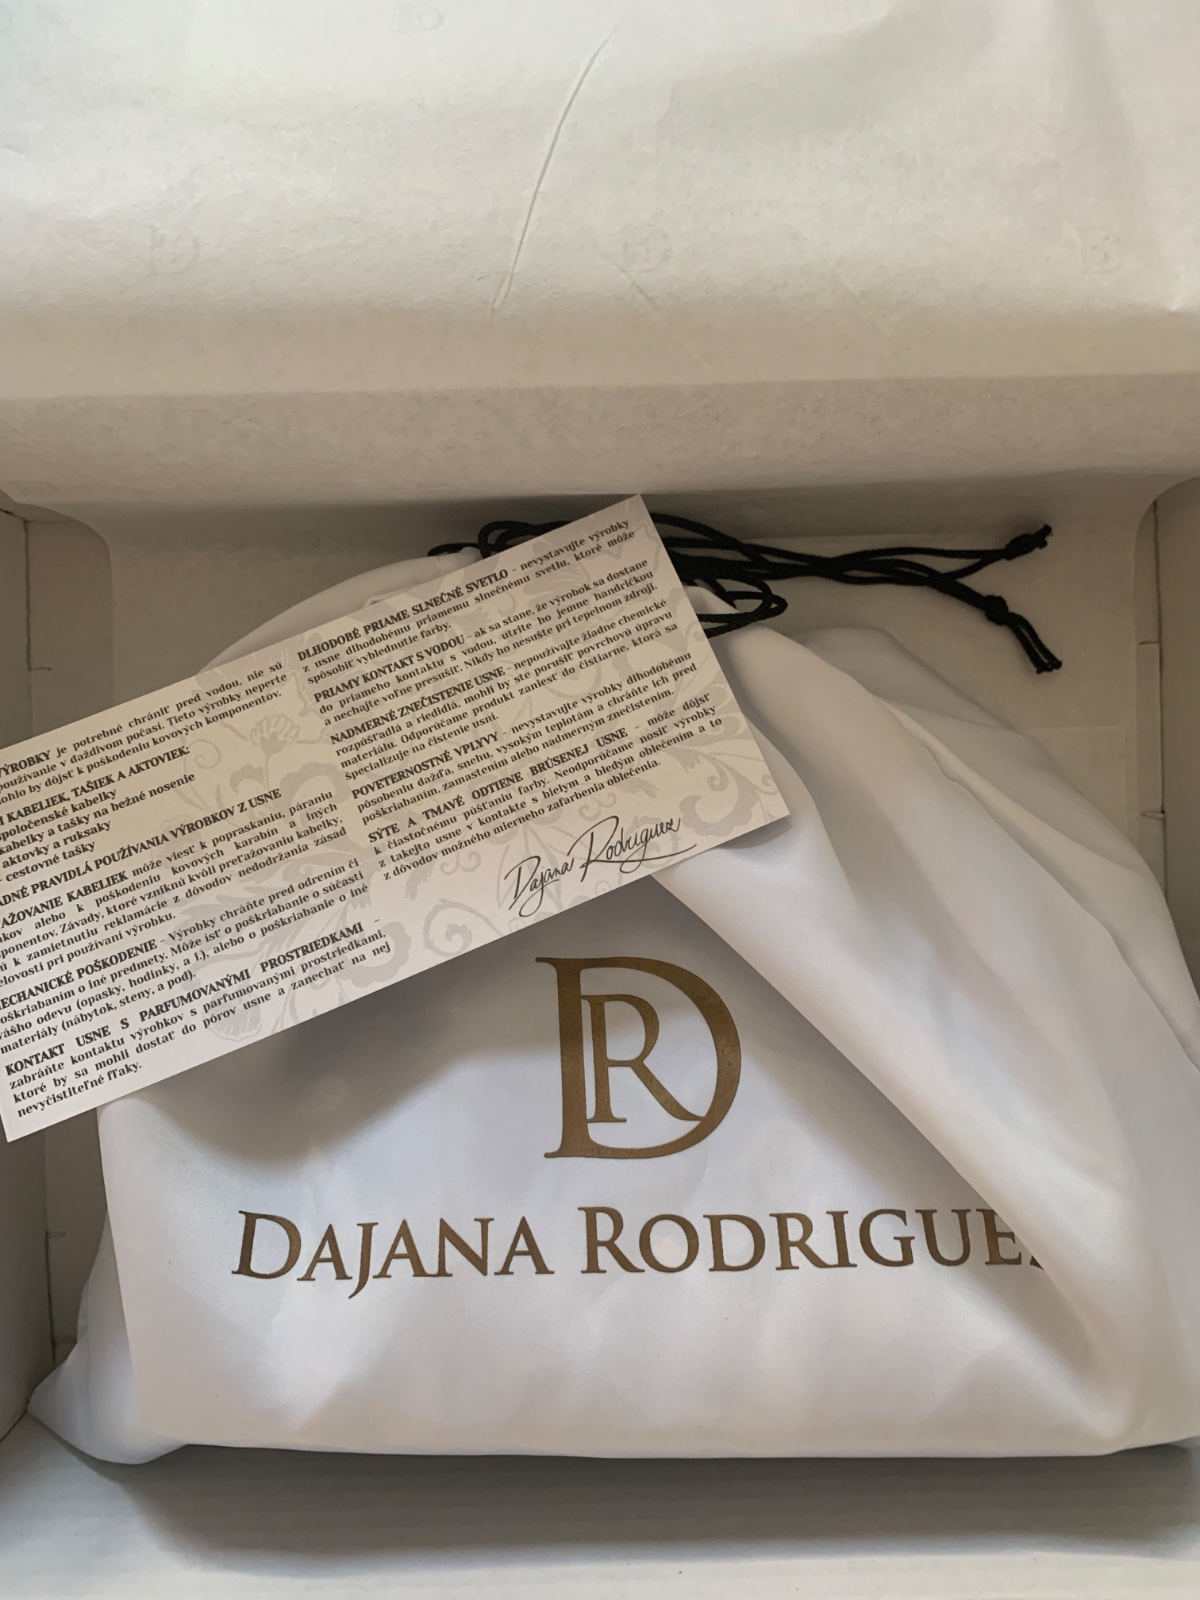 VÝROBKY je potrebné chrániť pred vodou, nie sú
používanie v daždivom počasí. Tieto výrobky neperte
mohlo by dôjsť k poškodeniu kovových komponentov.
KABELIEK, TAŠIEK A AKTOVIEK:
spoločenské kabelky
kabelky a tašky na bežné nosenie
aktovky a ruksaky
- cestovné tašky
PRAVIDLÁ POUŽÍVANIA VÝROBKOV Z USNE
KABELIEK môže viesť k popraskaniu, páraniu
alebo k poškodeniu kovových karabín a iných
Závady, ktoré vzniknú kvôli preťažovaniu kabelky,
k zamietnutiu reklamácie z dôvodov nedodržania zásad
pri používaní výrobku.
MECHANICKÉ POŠKODENIE - Výrobky chráňte pred odrením či
poškriabaním o iné predmety. Môže ísť o poškriabanie o súčasti
vášho odevu (opasky, hodinky, a i.), alebo o poškriabanie o iné
materiály (nábytok, steny, a pod).
KONTAKT USNE S PARFUMOVANÝMI PROSTRIEDKAMI -
zabráňte kontaktu výrobkov s parfumovanými prostriedkami,
ktoré by sa mohli dostať do pórov usne a zanechať na nej
nevyčistiteľné fľaky.
DLHODOBÉ PRIAME SLNEČNÉ SVETLO - nevystavujte výrobky
z usne dlhodobému priamemu slnečnému svetlu, ktoré môže
spôsobiť vyblednutie farby.
PRIAMY KONTAKT S VODOU - ak sa stane, že výrobok sa dostane
do priameho kontaktu s vodou, utrite ho jemne handričkou
a nechajte voľne presušiť. Nikdy ho nesušte pri tepelnom zdroji.
NADMERNÉ ZNEČISTENIE USNE - nepoužívajte žiadne chemické
rozpúšťadlá a riedidlá, mohli by ste porušiť povrchovú úpravu
materiálu. Odporúčame produkt zaniesť do čistiarne, ktorá sa
špecializuje na čistenie usní.
POVETERNOSTNÉ VPLYVY - nevystavujte výrobky dlhodobému
pôsobeniu dažďa, snehu, vysokým teplotám a chráňte ich pred
poškriabaním, zamastením alebo nadmerným znečistením.
SÝTE A TMAVÉ ODTIENE BRÚSENEJ USNE - môže dôjsť
k čiastočnému púšťaniu farby. Neodporúčame nosiť výrobky
z takejto usne v kontakte s bielym a bledým oblečením a to
z dôvodov možného mierneho zafarbenia oblečenia.
Dajana Rodriguez
DR
DAJANA RODRIGUEZ